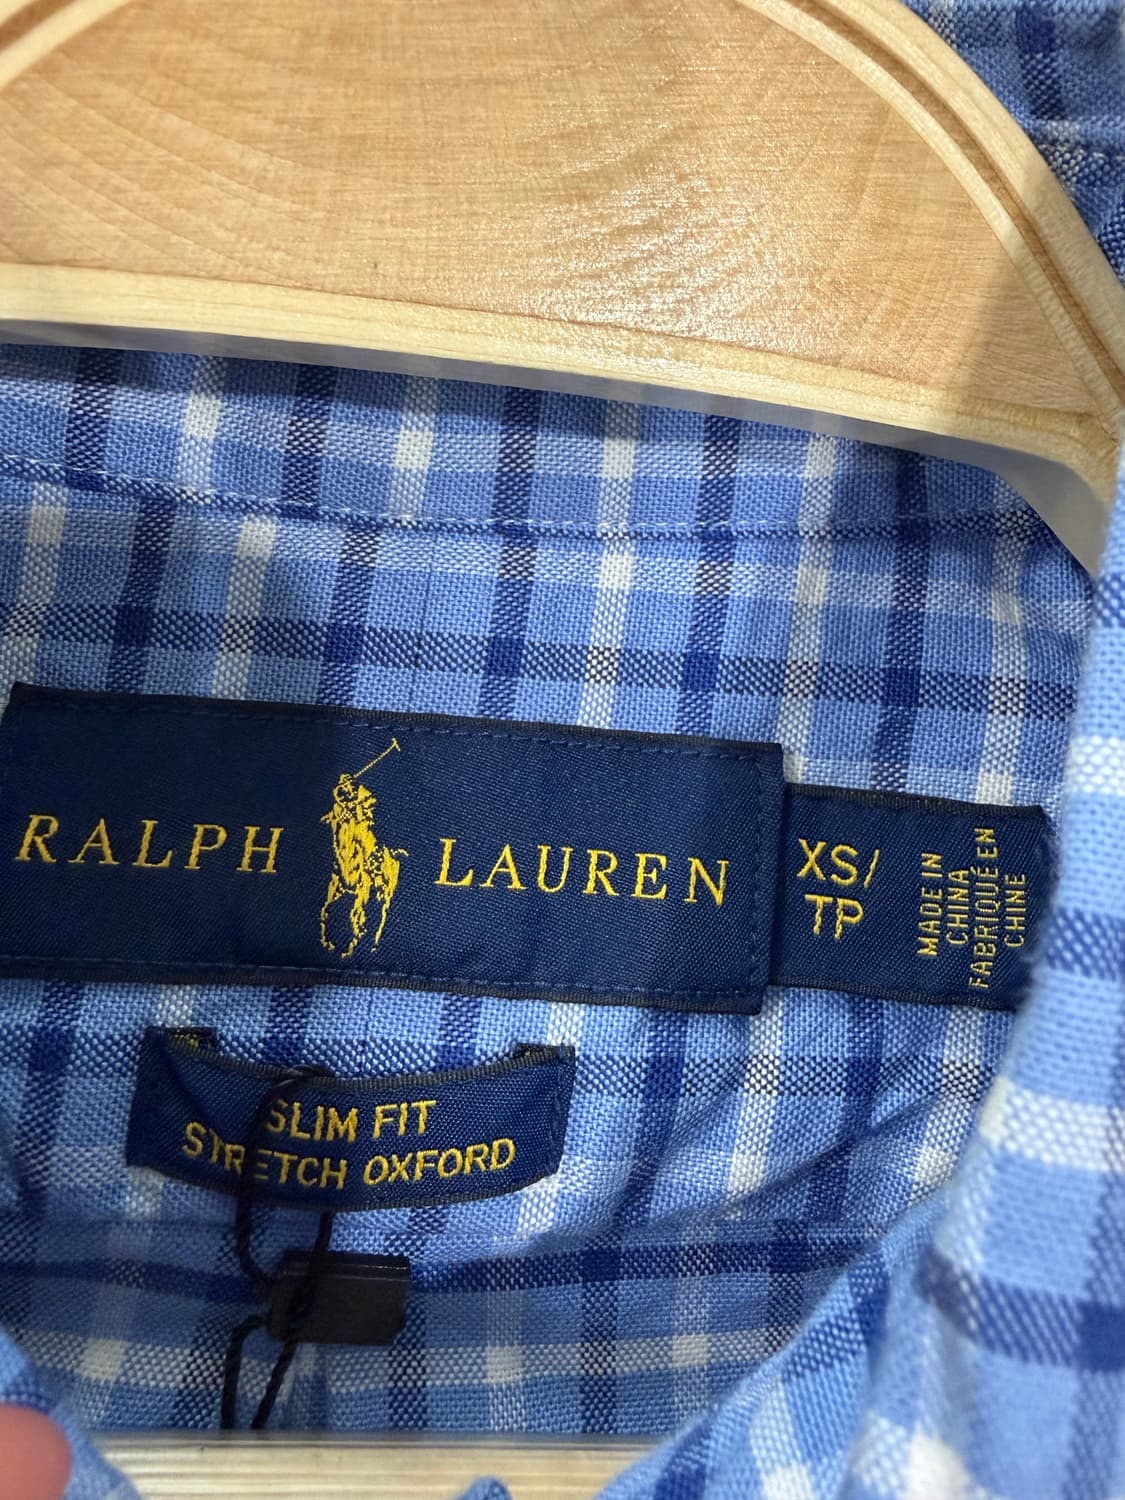 RALPH LAUREN
XS/
TP
MADE IN
CHINA
FABRIQUÉ EN
CHINE
SLIM FIT
STRETCH OXFORD